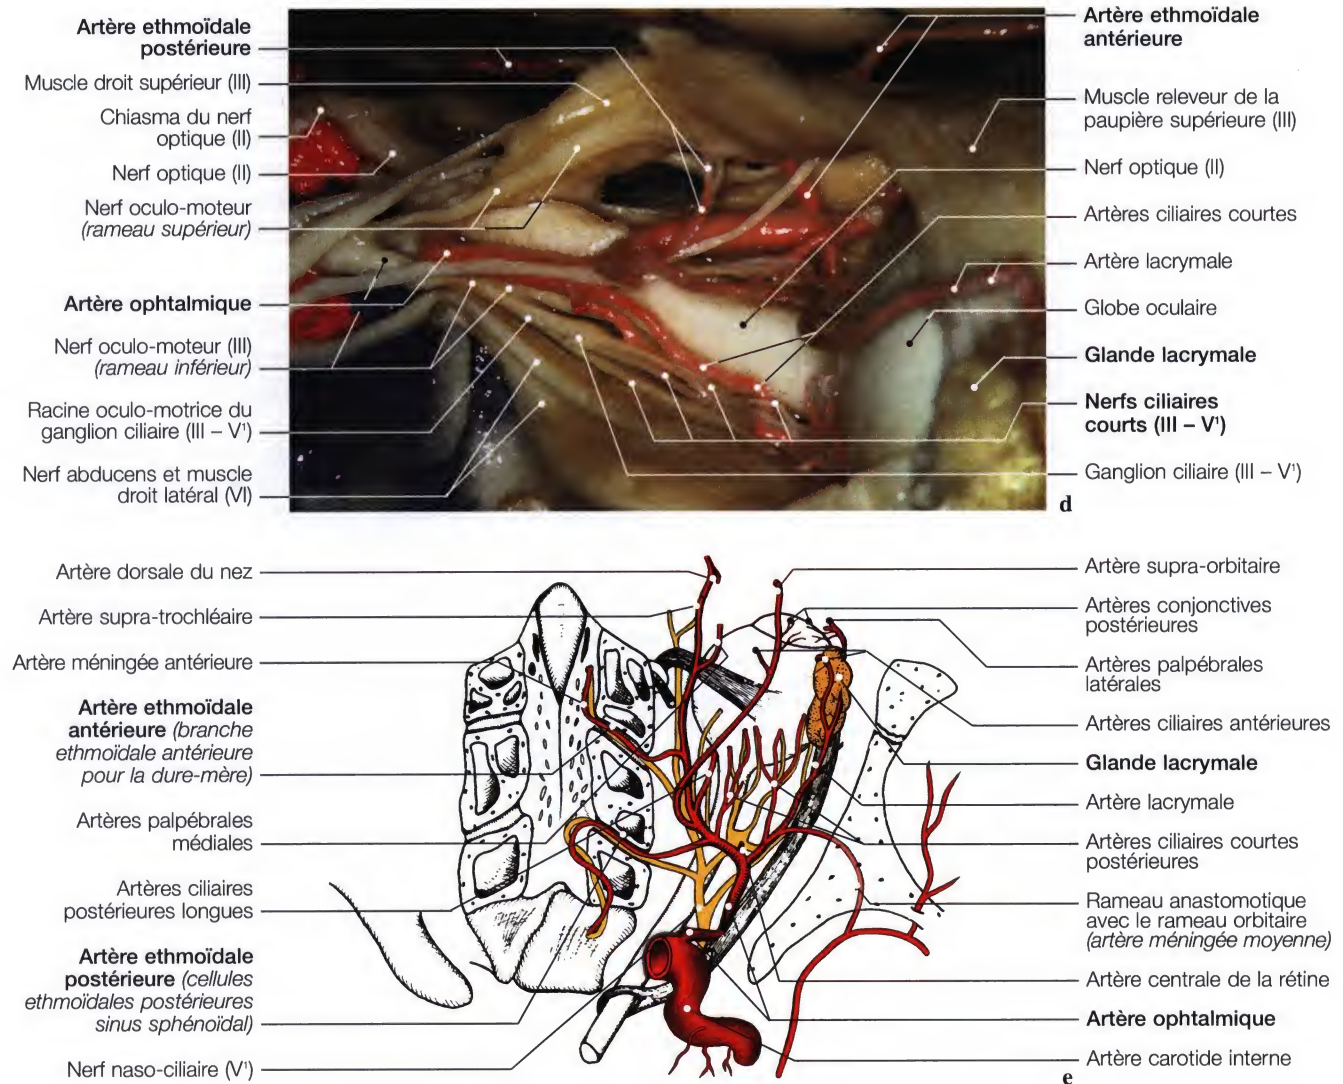 Artère ethmoïdale
postérieure
Muscle droit supérieur (III)
Chiasma du nerf
optique (II)
Nerf optique (II)
Nerf oculo-moteur
(rameau supérieur)
Artère ophtalmique
Nerf oculo-moteur (III)
(rameau inférieur)
Racine oculo-motrice du
ganglion ciliaire (III – V¹)
Nerf abducens et muscle
droit latéral (VI)
Artère ethmoïdale
antérieure
Muscle releveur de la
paupière supérieure (III)
Nerf optique (II)
Artères ciliaires courtes
Artère lacrymale
Globe oculaire
Glande lacrymale
Nerfs ciliaires
courts (III – V¹)
Ganglion ciliaire (III – V¹)
d
Artère dorsale du nez
Artère supra-trochléaire
Artère méningée antérieure
Artère ethmoïdale
antérieure (branche
ethmoïdale antérieure
pour la dure-mère)
Artères palpébrales
médiales
Artères ciliaires
postérieures longues
Artère ethmoïdale
postérieure (cellules
ethmoïdales postérieures
sinus sphénoïdal)
Nerf naso-ciliaire (V¹)
Artère supra-orbitaire
Artères conjonctives
postérieures
Artères palpébrales
latérales
Artères ciliaires antérieures
Glande lacrymale
Artère lacrymale
Artères ciliaires courtes
postérieures
Rameau anastomotique
avec le rameau orbitaire
(artère méningée moyenne)
Artère centrale de la rétine
Artère ophtalmique
Artère carotide interne
e